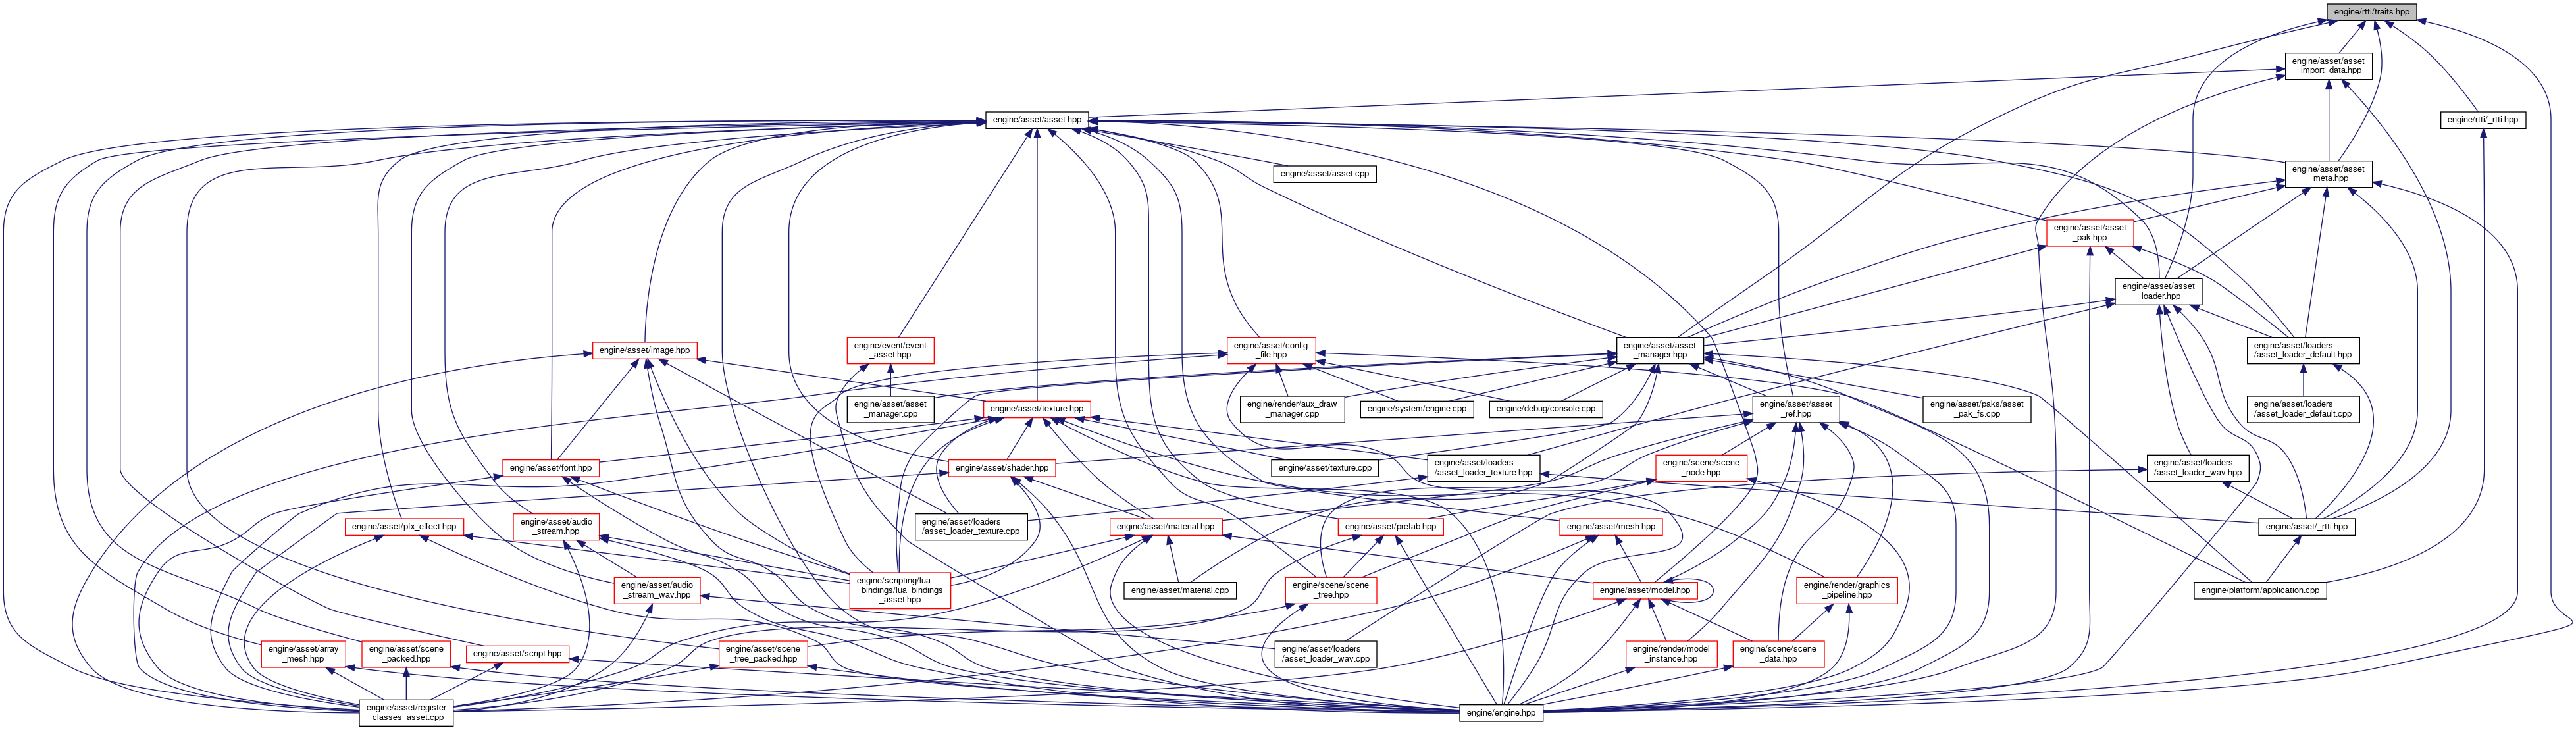 engine/rtti/traits.hpp
engine/asset/asset
_import_data.hpp
engine/asset/asset.hpp
engine/rtti/_rtti.hpp
engine/asset/asset.cpp
engine/asset/asset
_meta.hpp
engine/asset/asset
_pak.hpp
engine/asset/asset
_loader.hpp
engine/asset/image.hpp
engine/event/event
_asset.hpp
engine/asset/config
_file.hpp
engine/asset/asset
_manager.hpp
engine/asset/loaders
/asset_loader_default.hpp
engine/asset/asset
_manager.cpp
engine/asset/texture.hpp
engine/render/aux_draw
_manager.cpp
engine/system/engine.cpp
engine/debug/console.cpp
engine/asset/asset
_ref.hpp
engine/asset/paks/asset
_pak_fs.cpp
engine/asset/loaders
/asset_loader_default.cpp
engine/asset/font.hpp
engine/asset/texture.cpp
engine/asset/shader.hpp
engine/asset/loaders
/asset_loader_texture.hpp
engine/scene/scene
_node.hpp
engine/asset/loaders
/asset_loader_wav.hpp
engine/asset/pfx_effect.hpp
engine/asset/audio
_stream.hpp
engine/asset/loaders
/asset_loader_texture.cpp
engine/asset/material.hpp
engine/asset/prefab.hpp
engine/asset/mesh.hpp
engine/asset/_rtti.hpp
engine/asset/audio
_stream_wav.hpp
engine/scripting/lua
_bindings/lua_bindings
_asset.hpp
engine/asset/material.cpp
engine/scene/scene
_tree.hpp
engine/asset/model.hpp
engine/render/graphics
_pipeline.hpp
engine/platform/application.cpp
engine/asset/array
_mesh.hpp
engine/asset/scene
_packed.hpp
engine/asset/script.hpp
engine/asset/scene
_tree_packed.hpp
engine/asset/loaders
/asset_loader_wav.cpp
engine/render/model
_instance.hpp
engine/scene/scene
_data.hpp
engine/asset/register
_classes_asset.cpp
engine/engine.hpp